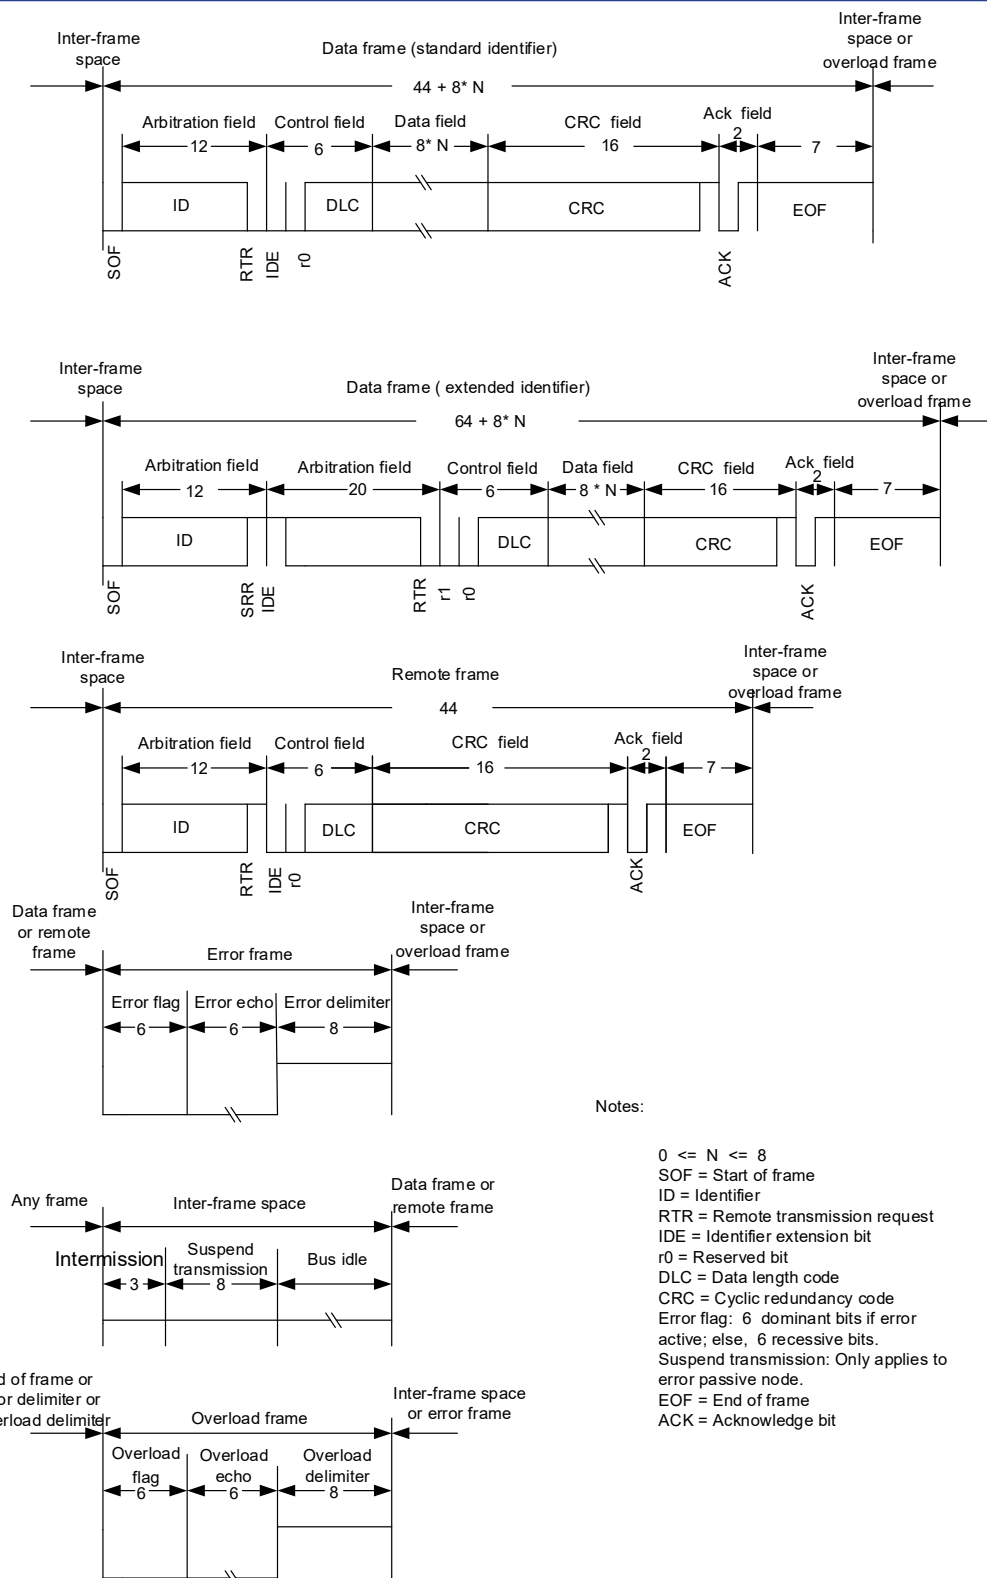 Inter-frame
space
Data frame (standard identifier)
Inter-frame
space or
overload frame
44 + 8* N
Arbitration field
Control field
Data field
CRC field
Ack field
12
6
8* N
16
2
7
ID
DLC
CRC
EOF
SOF
RTR
IDE
r0
ACK
Inter-frame
space
Data frame ( extended identifier)
Inter-frame
space or
overload frame
64 + 8* N
Arbitration field
Arbitration field
Control field
Data field
CRC field
Ack field
12
20
6
8 * N
16
2
7
ID
DLC
CRC
EOF
SOF
SRR
IDE
RTR
r1
r0
ACK
Inter-frame
space
Remote frame
Inter-frame
space or
overload frame
44
Arbitration field
Control field
CRC field
Ack field
12
6
16
2
7
ID
DLC
CRC
EOF
SOF
RTR
IDE
r0
ACK
Data frame
or remote
frame
Error frame
Inter-frame
space or
overload frame
Error flag
Error echo
Error delimiter
6
6
8
Notes:
0 <= N <= 8
SOF = Start of frame
ID = Identifier
RTR = Remote transmission request
IDE = Identifier extension bit
r0 = Reserved bit
DLC = Data length code
CRC = Cyclic redundancy code
Error flag: 6 dominant bits if error
active; else, 6 recessive bits.
Suspend transmission: Only applies to
error passive node.
EOF = End of frame
ACK = Acknowledge bit
Any frame
Inter-frame space
Data frame or
remote frame
Intermission
Suspend
transmission
Bus idle
3
8
d of frame or
or delimiter or
erload delimiter
Overload frame
Inter-frame space
or error frame
Overload
flag
Overload
echo
Overload
delimiter
6
6
8